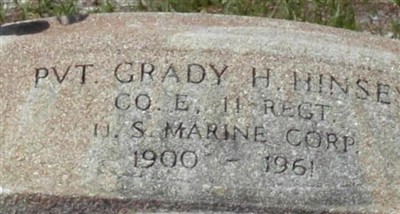 PVT. GRADY H. HINSEY
CO. E, 11 REGT.
U. S. MARINE CORP.
1900 - 1961